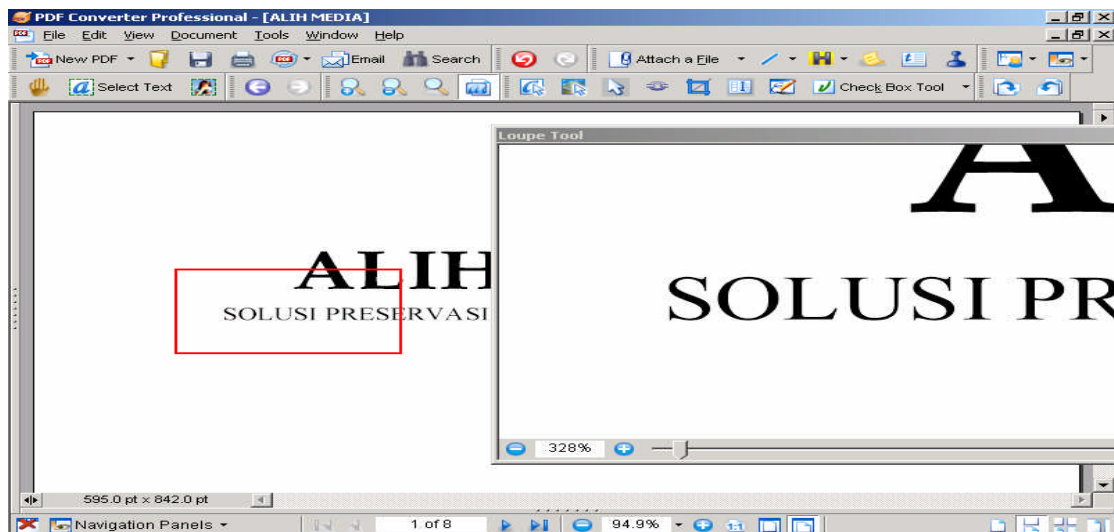 PDF Converter Professional - [ALIH MEDIA]
File Edit View Document Tools Window Help
New PDF Email Search Attach a File
Select Text Check Box Tool
Loupe Tool
A
ALIH
SOLUSI PRESERVASI
SOLUSI PR
328%
595.0 pt x 842.0 pt
Navigation Panels 1 of 8 94.9%